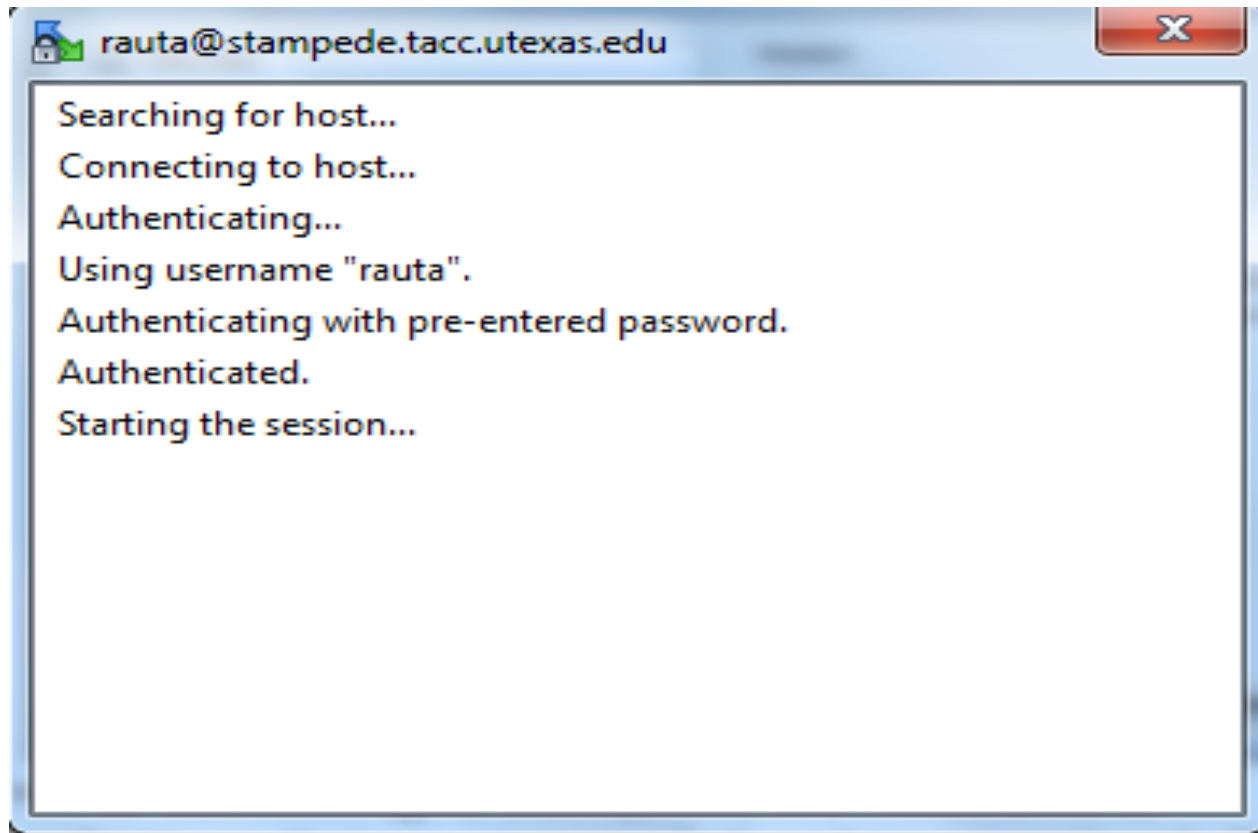 rauta@stampede.tacc.utexas.edu
Searching for host...
Connecting to host...
Authenticating...
Using username "rauta".
Authenticating with pre-entered password.
Authenticated.
Starting the session...